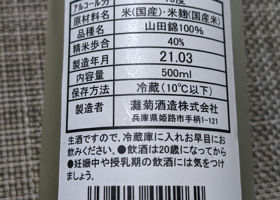 アルコール分
原材料名 米(国産)・米麹(国産米)
品種名 山田錦100%
精米歩合 40%
製造年月 21.03
内容量 500ml
保存方法 冷蔵(10℃以下)
製造者 灘菊酒造株式会社
兵庫県姫路市手柄1-121
生酒ですので、冷蔵庫に入れお早目に
お飲みください。●飲酒は20歳になってから
●妊娠中や授乳期の飲酒には気をつけ
ましょう。